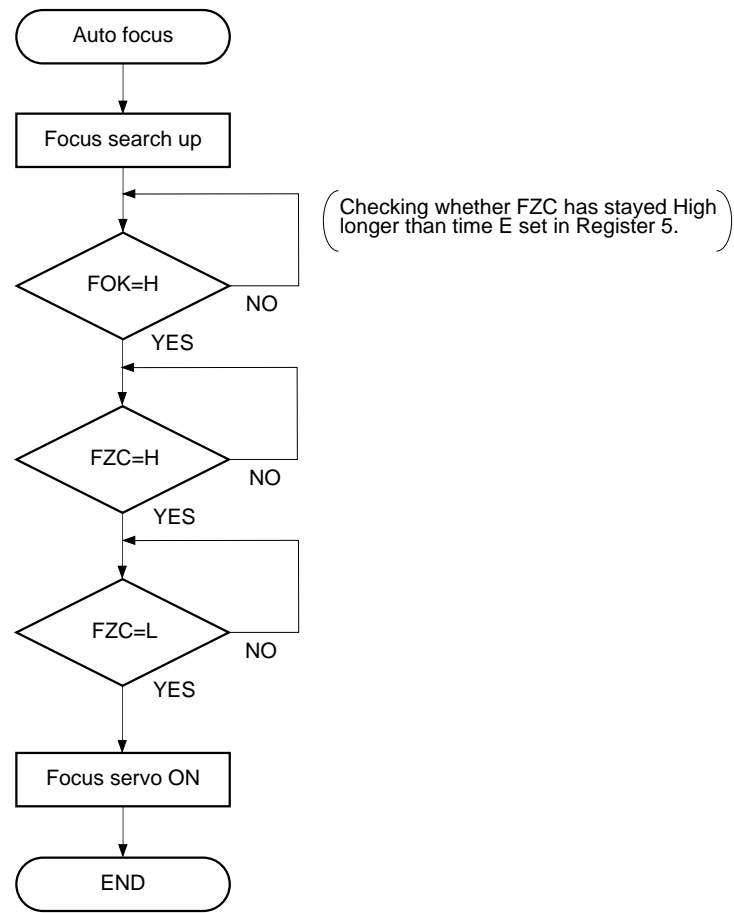 Auto focus
Focus search up
Checking whether FZC has stayed High
longer than time E set in Register 5.
FOK=H
NO
YES
FZC=H
NO
YES
FZC=L
NO
YES
Focus servo ON
END